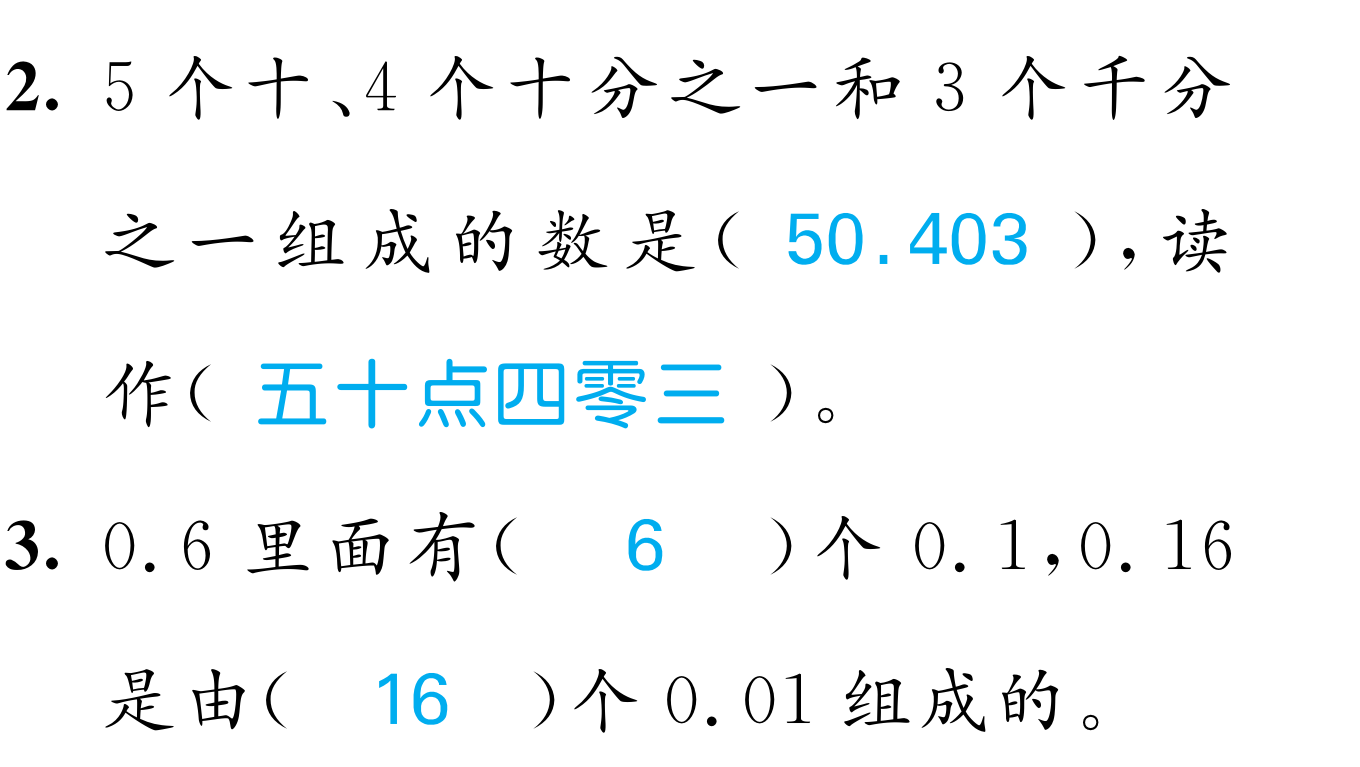 2. 5个十、4个十分之一和3个千分
之一组成的数是( 50.403 ),读
作( 五十点四零三 )。
3. 0.6里面有( 6 )个0.1,0.16
是由( 16 )个0.01组成的。